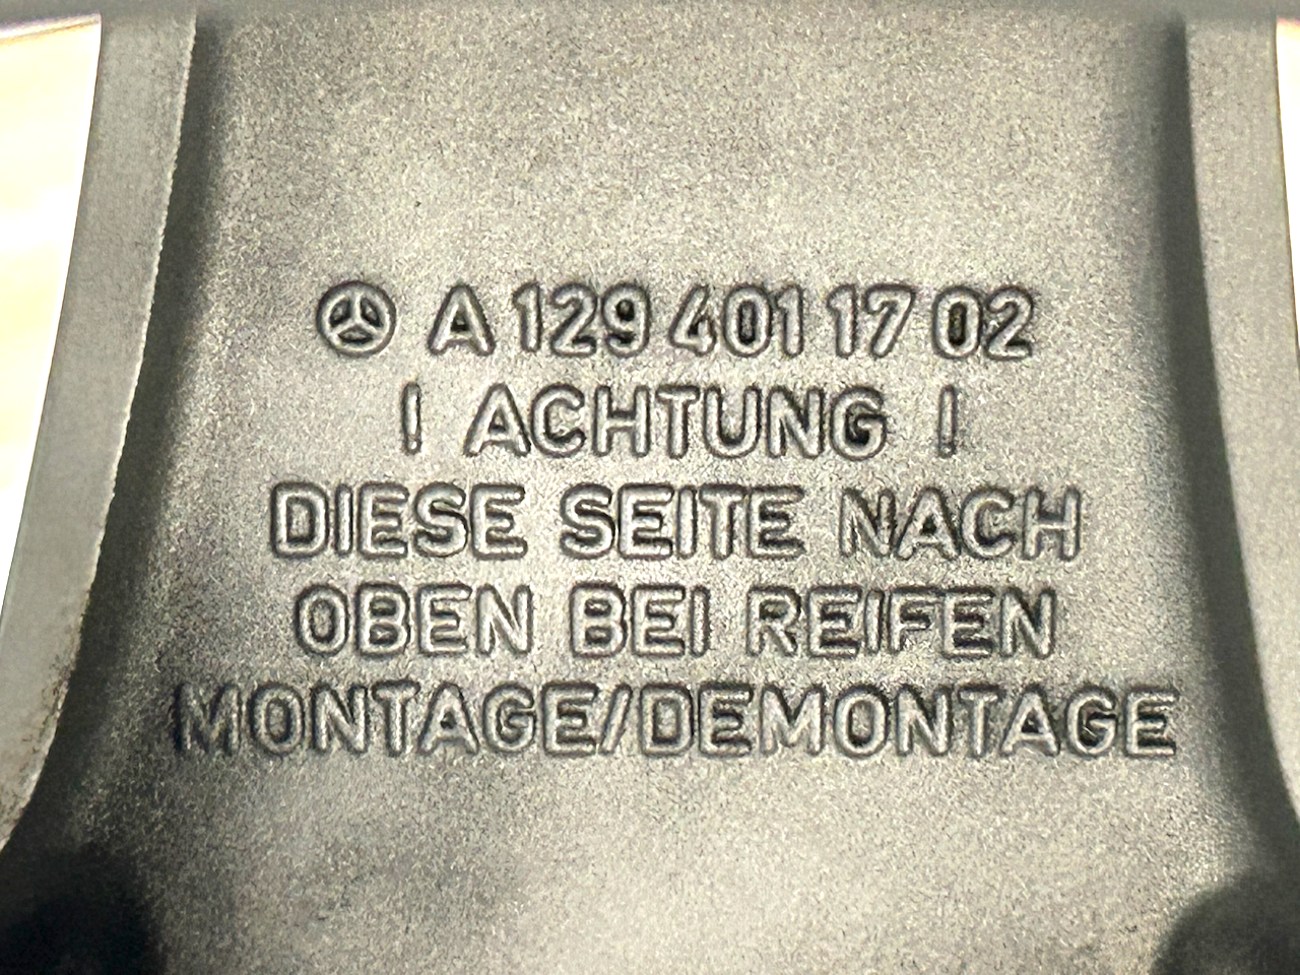 A 129 401 17 02
! ACHTUNG !
DIESE SEITE NACH
OBEN BEI REIFEN
MONTAGE/DEMONTAGE